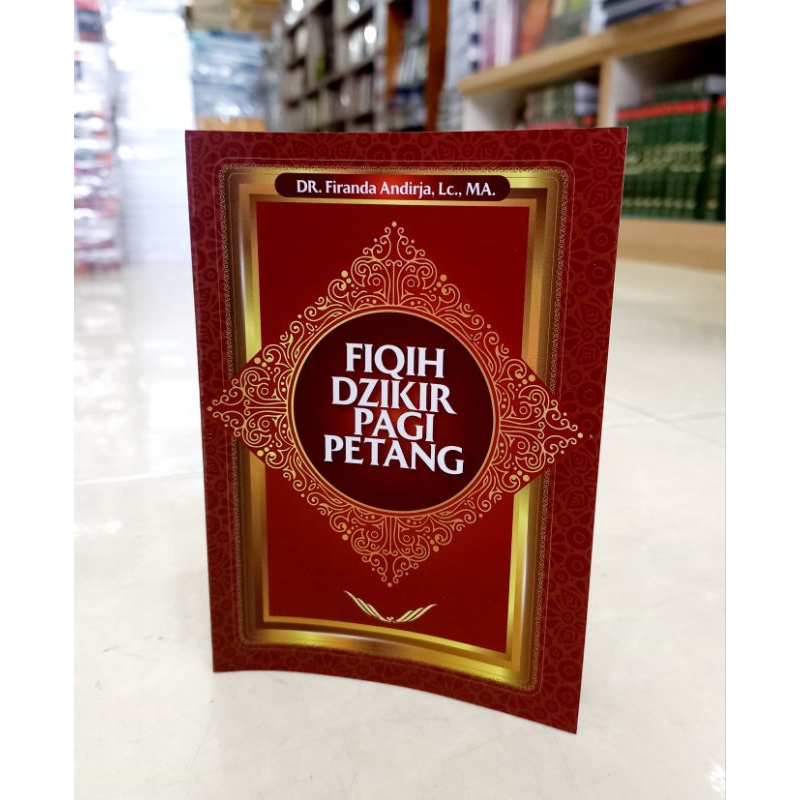 DR. Firanda Andirja, Lc., MA.
FIQIH
DZIKIR
PAGI
PETANG